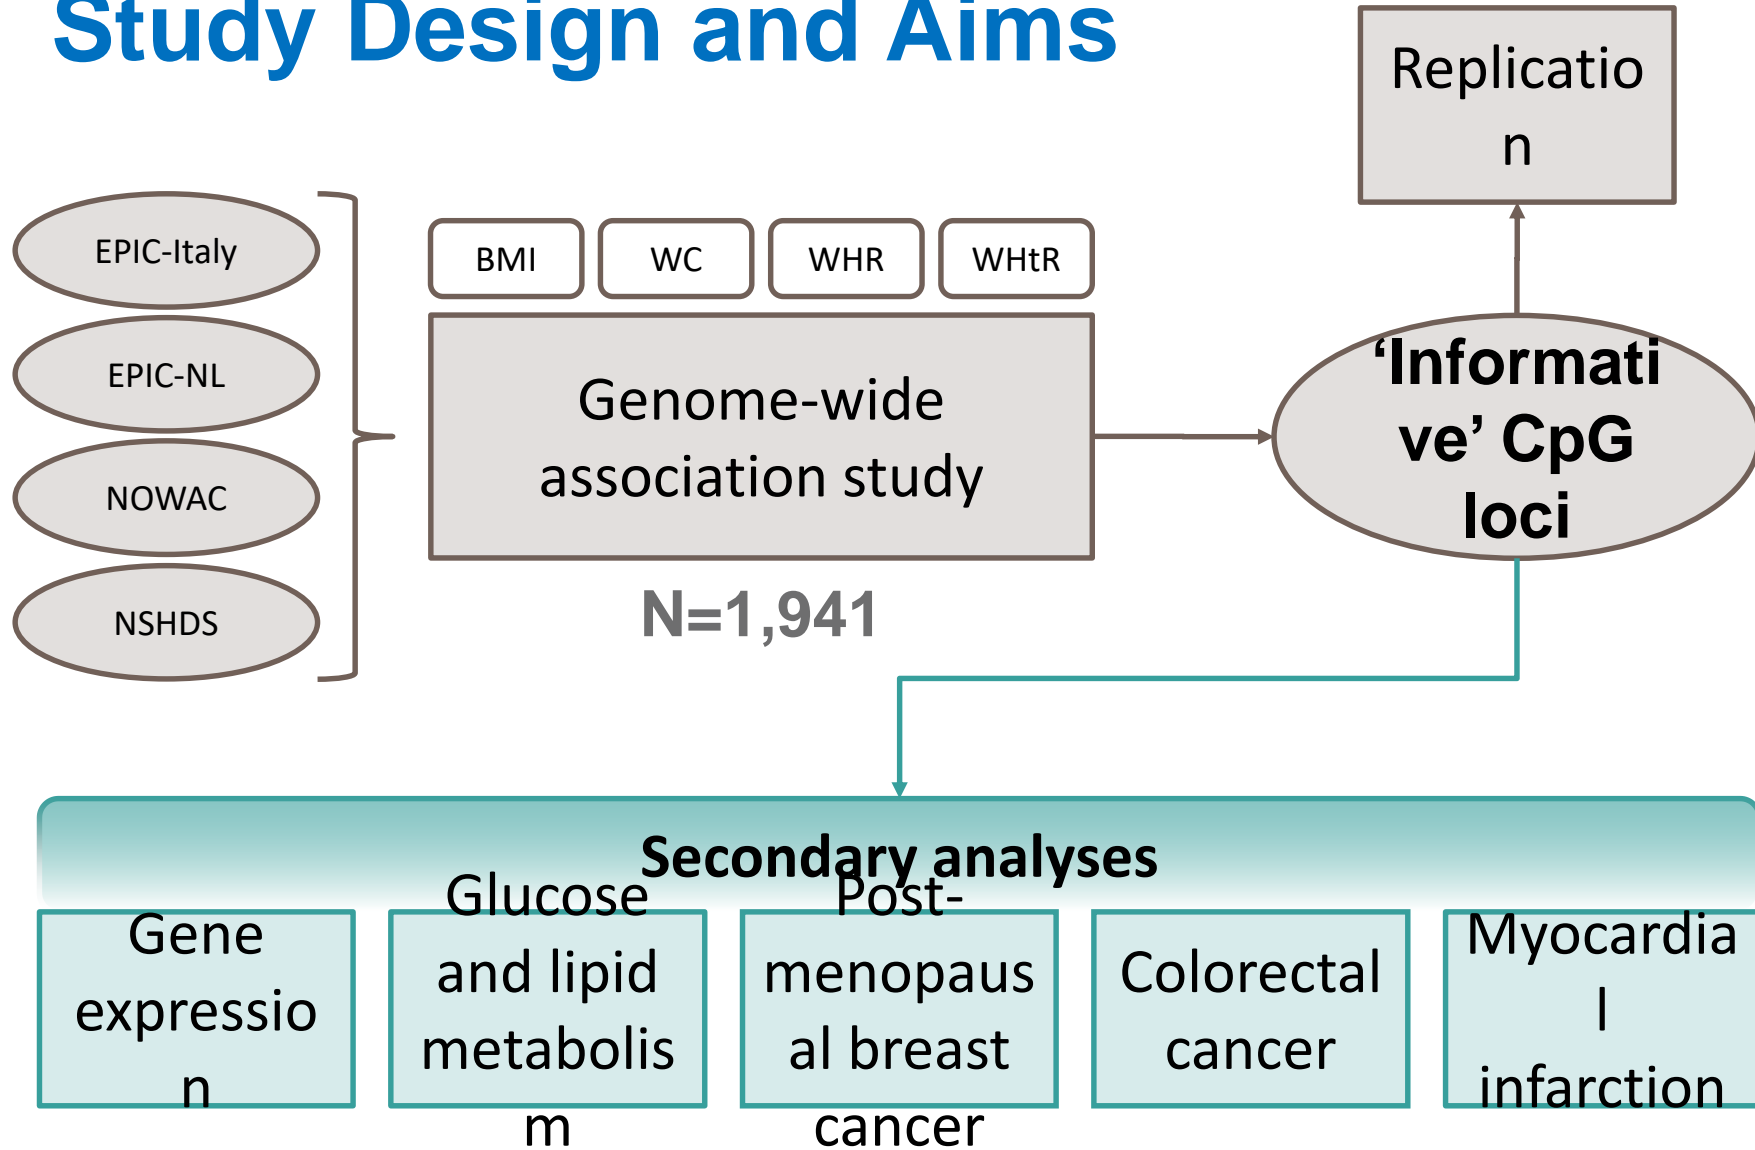 Study Design and Aims
Replicatio
n
EPIC-Italy
EPIC-NL
NOWAC
NSHDS
BMI
WC
WHR
WHtR
Genome-wide
association study
N=1,941
‘Informati
ve’ CpG
loci
Secondary analyses
Gene
expressio
n
Glucose
and lipid
metabolis
m
Post-
menopaus
al breast
cancer
Colorectal
cancer
Myocardia
l
infarction